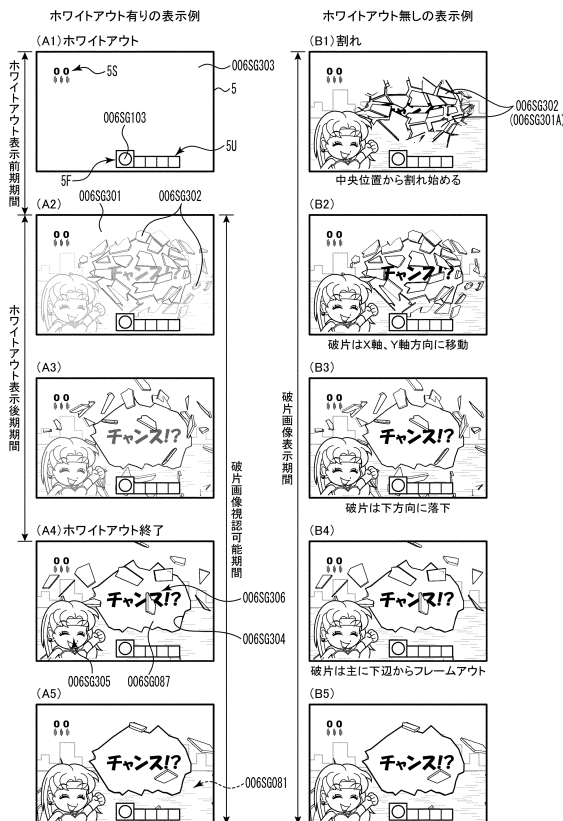 ホワイトアウト有りの表示例
(A1)ホワイトアウト
00
5S
006SG303
5
006SG103
5U
5F
ホワイトアウト表示前期期間
(A2)
006SG301
006SG302
00
チャンス!?
ホワイトアウト表示後期期間
(A3)
00
チャンス!?
破片画像視認可能期間
(A4)ホワイトアウト終了
00
チャンス!?
006SG306
006SG304
006SG305
006SG087
(A5)
00
チャンス!?
006SG081
ホワイトアウト無しの表示例
(B1)割れ
00
006SG302
(006SG301A)
中央位置から割れ始める
(B2)
00
チャンス!?
破片はX軸、Y軸方向に移動
破片画像表示期間
(B3)
00
チャンス!?
破片は下方向に落下
(B4)
00
チャンス!?
破片は主に下辺からフレームアウト
(B5)
00
チャンス!?